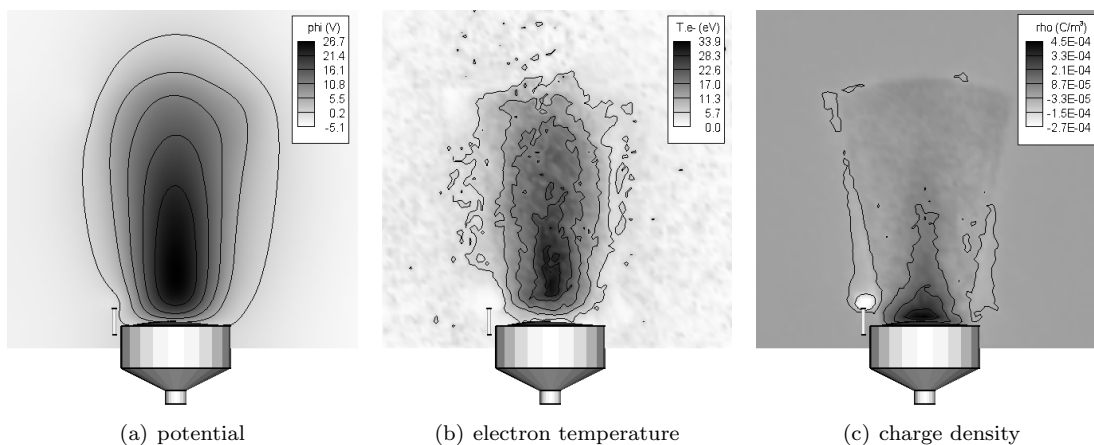 phi (V)
26.7
21.4
16.1
10.8
5.5
0.2
-5.1
T.e- (eV)
33.9
28.3
22.6
17.0
11.3
5.7
0.0
rho (C/m³)
4.5E-04
3.3E-04
2.1E-04
8.7E-05
-3.3E-05
-1.5E-04
-2.7E-04
(a) potential
(b) electron temperature
(c) charge density